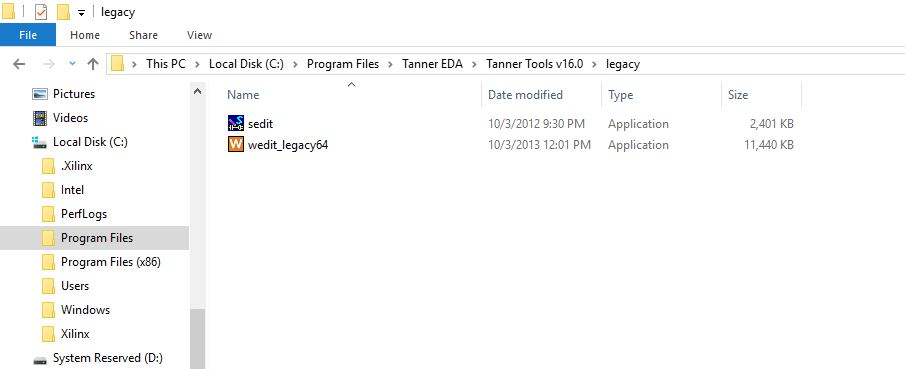 legacy
File Home Share View
This PC > Local Disk (C:) > Program Files > Tanner EDA > Tanner Tools v16.0 > legacy
Pictures
Videos
Local Disk (C:)
.Xilinx
Intel
PerfLogs
Program Files
Program Files (x86)
Users
Windows
Xilinx
System Reserved (D:)
Name Date modified Type Size
sedit 10/3/2012 9:30 PM Application 2,401 KB
wedit_legacy64 10/3/2013 12:01 PM Application 11,440 KB